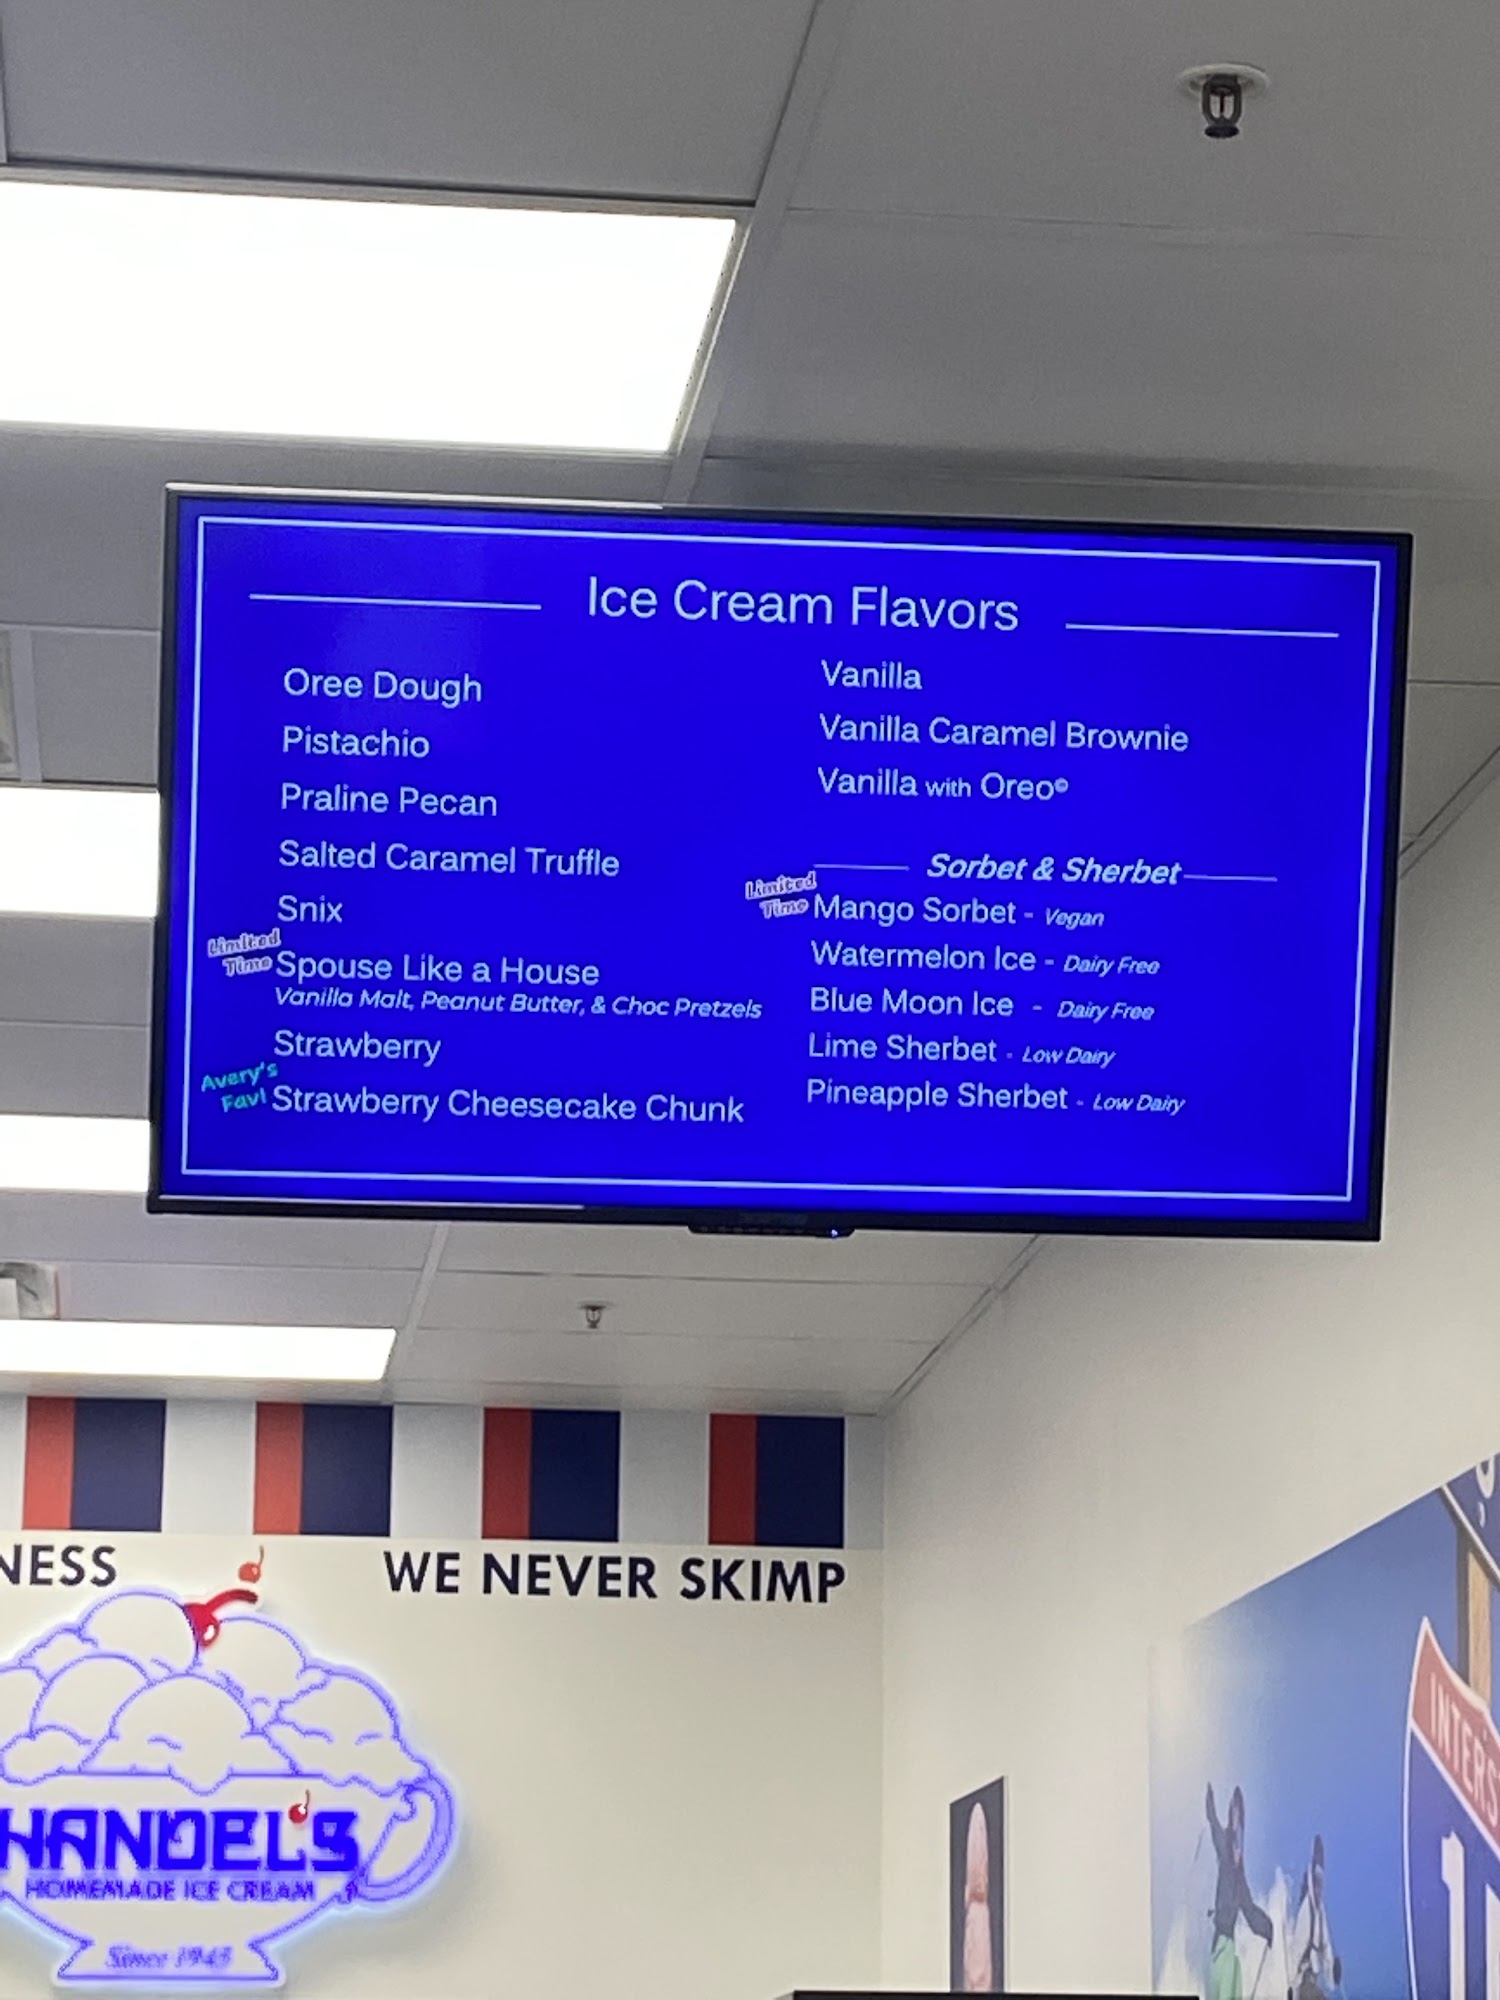 Ice Cream Flavors
Oree Dough
Pistachio
Praline Pecan
Salted Caramel Truffle
Snix
Limited
Time
Spouse Like a House
Vanilla Malt, Peanut Butter, & Choc Pretzels
Strawberry
Avery's
Fav!
Strawberry Cheesecake Chunk
Vanilla
Vanilla Caramel Brownie
Vanilla with Oreo©
Sorbet & Sherbet
Limited
Time
Mango Sorbet - Vegan
Watermelon Ice - Dairy Free
Blue Moon Ice - Dairy Free
Lime Sherbet - Low Dairy
Pineapple Sherbet - Low Dairy
NESS
WE NEVER SKIMP
HANDEL'S
HOMEMADE ICE CREAM
Since 1945
INTERS